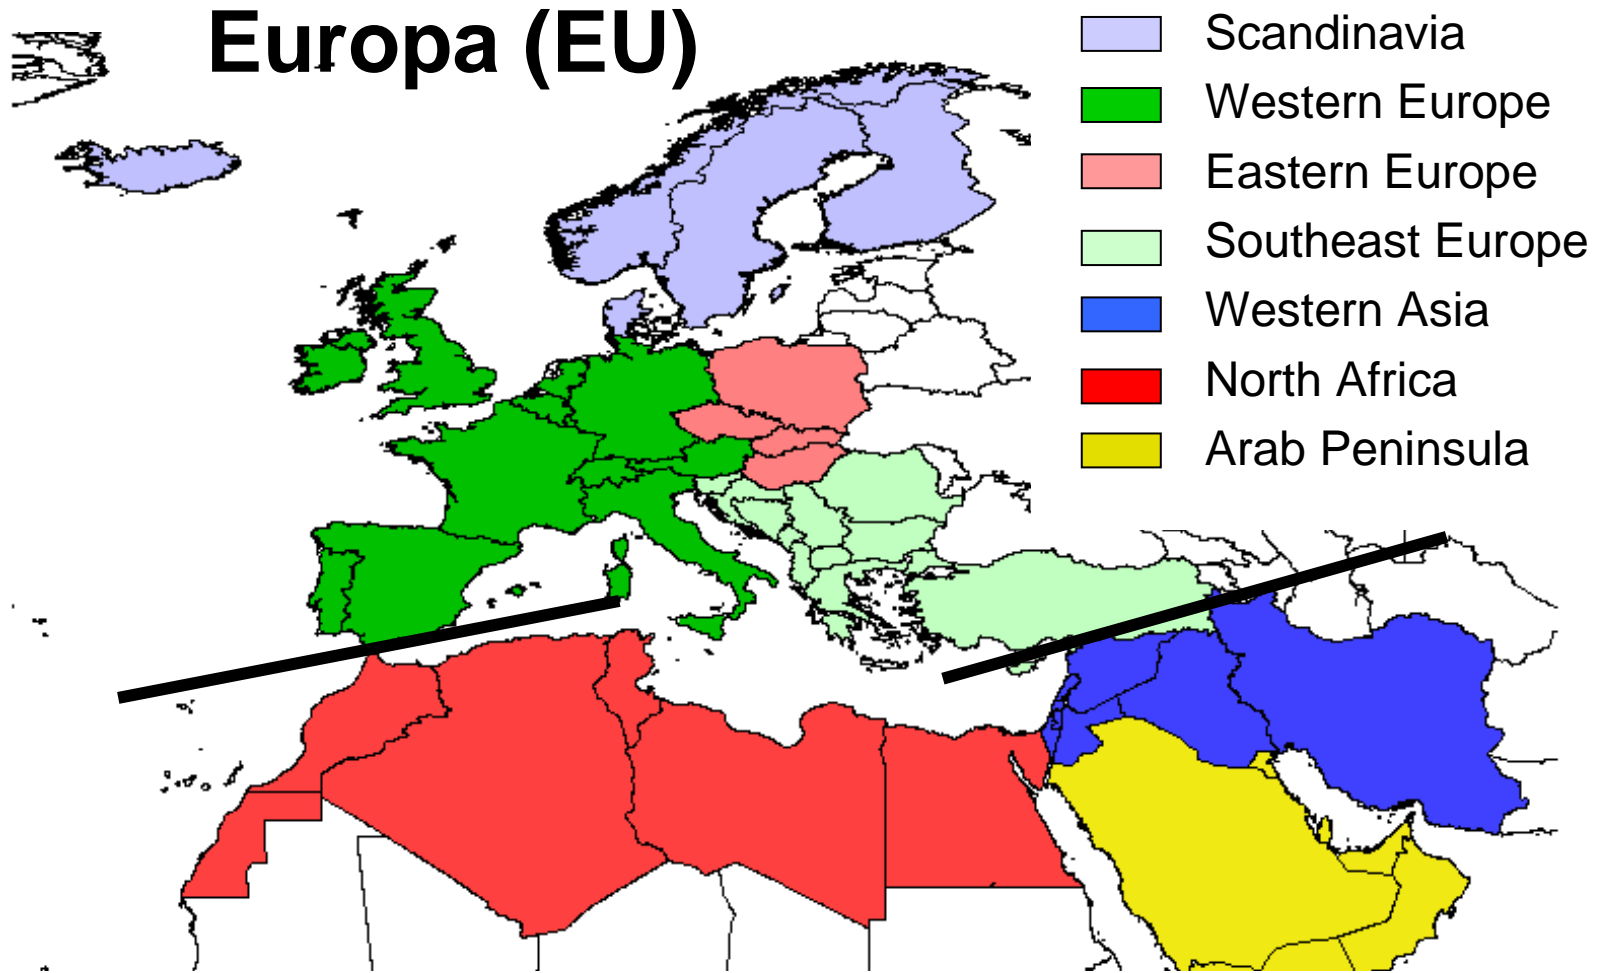 Europa (EU)
Scandinavia
Western Europe
Eastern Europe
Southeast Europe
Western Asia
North Africa
Arab Peninsula